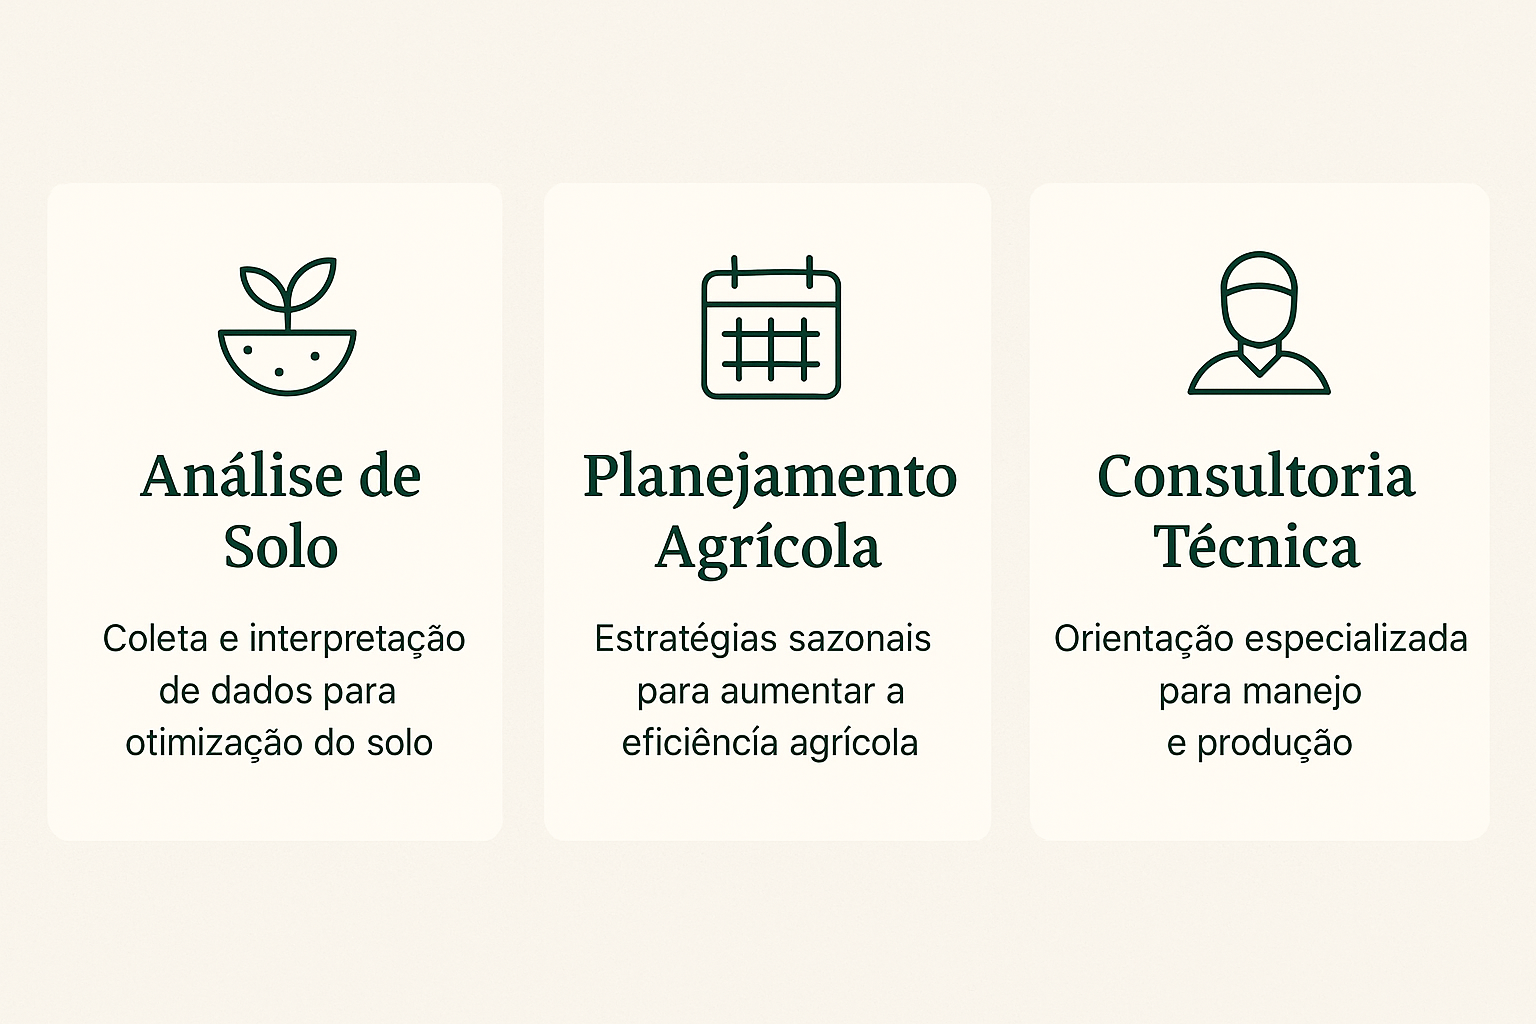 Análise de
Solo
Coleta e interpretação
de dados para
otimização do solo
Planejamento
Agrícola
Estratégias sazonais
para aumentar a
eficiêncía agrícola
Consultoria
Técnica
Orientação especializada
para manejo
e produção